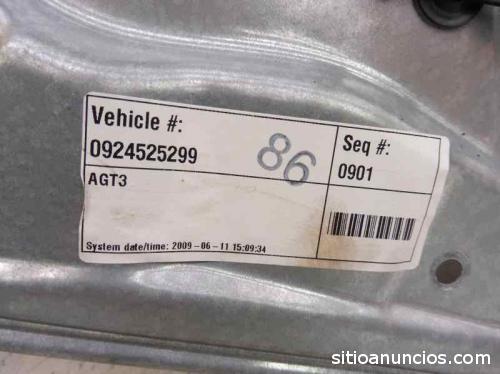 Vehicle #:
0924525299
86
Seq #:
0901
AGT3
System date/time: 2009-06-11 15:09:34
sitioanuncios.com